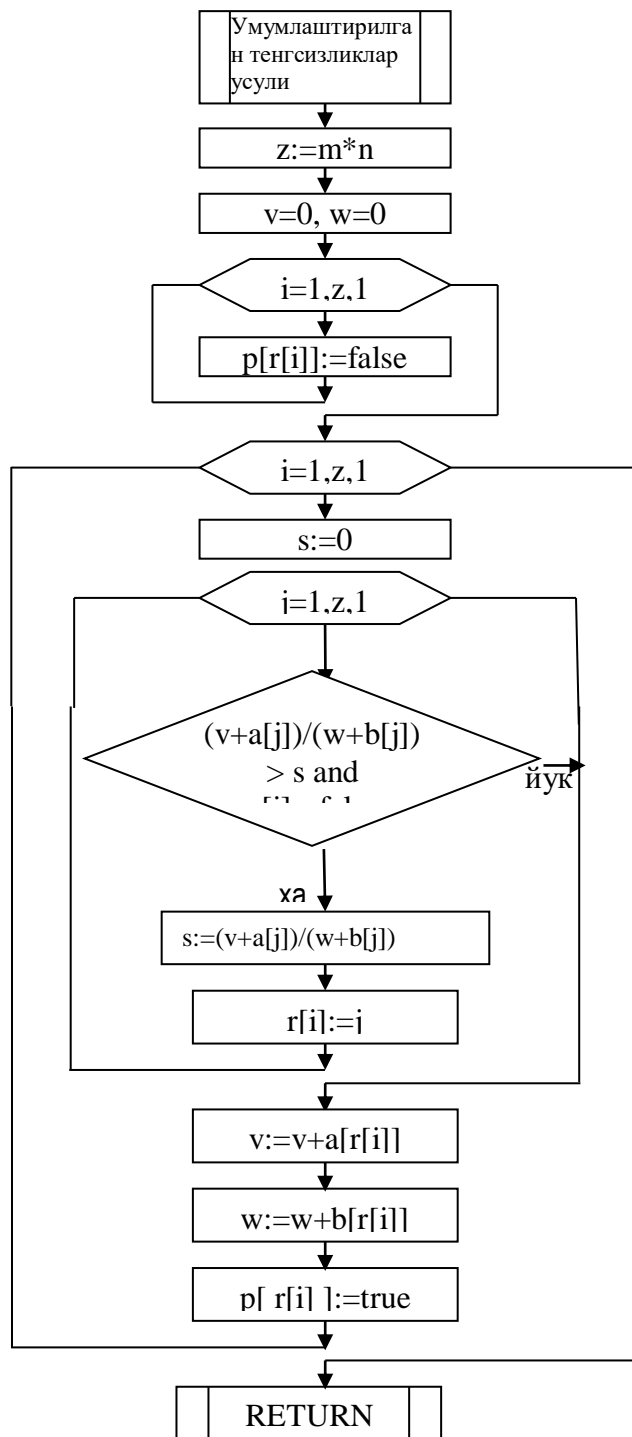 Умумлаштирилга
н тенгсизликлар
усули
z:=m*n
v=0, w=0
i=1,z,1
p[r[i]]:=false
i=1,z,1
s:=0
j=1,z,1
(v+a[j])/(w+b[j])
> s and
йук
ха
s:=(v+a[j])/(w+b[j])
r[i]:=j
v:=v+a[r[i]]
w:=w+b[r[i]]
p[ r[i] ]:=true
RETURN